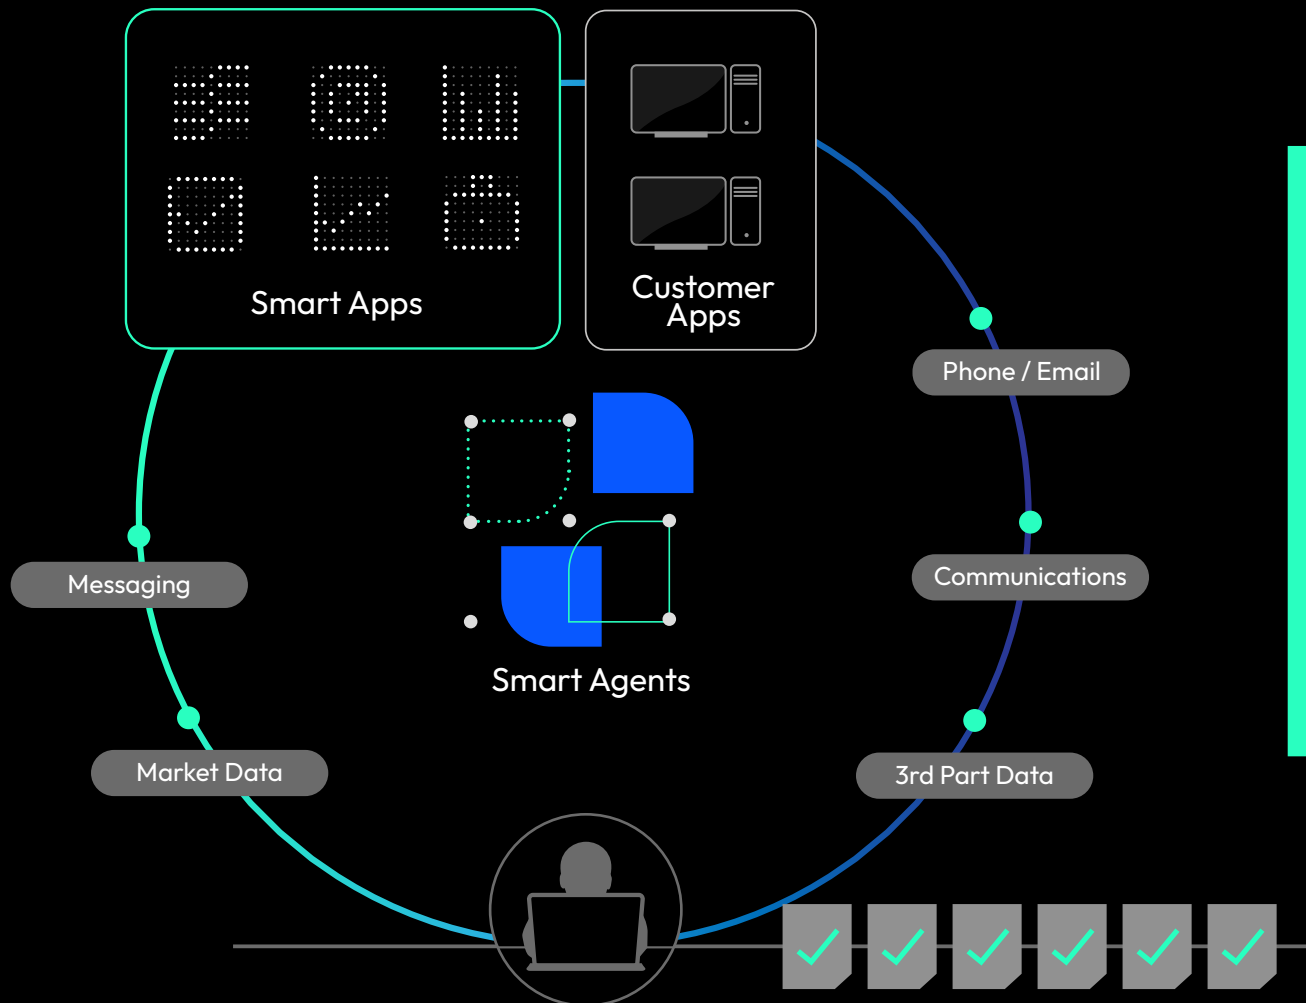 Smart Apps
Customer
Apps
Phone / Email
Communications
3rd Part Data
Messaging
Market Data
Smart Agents